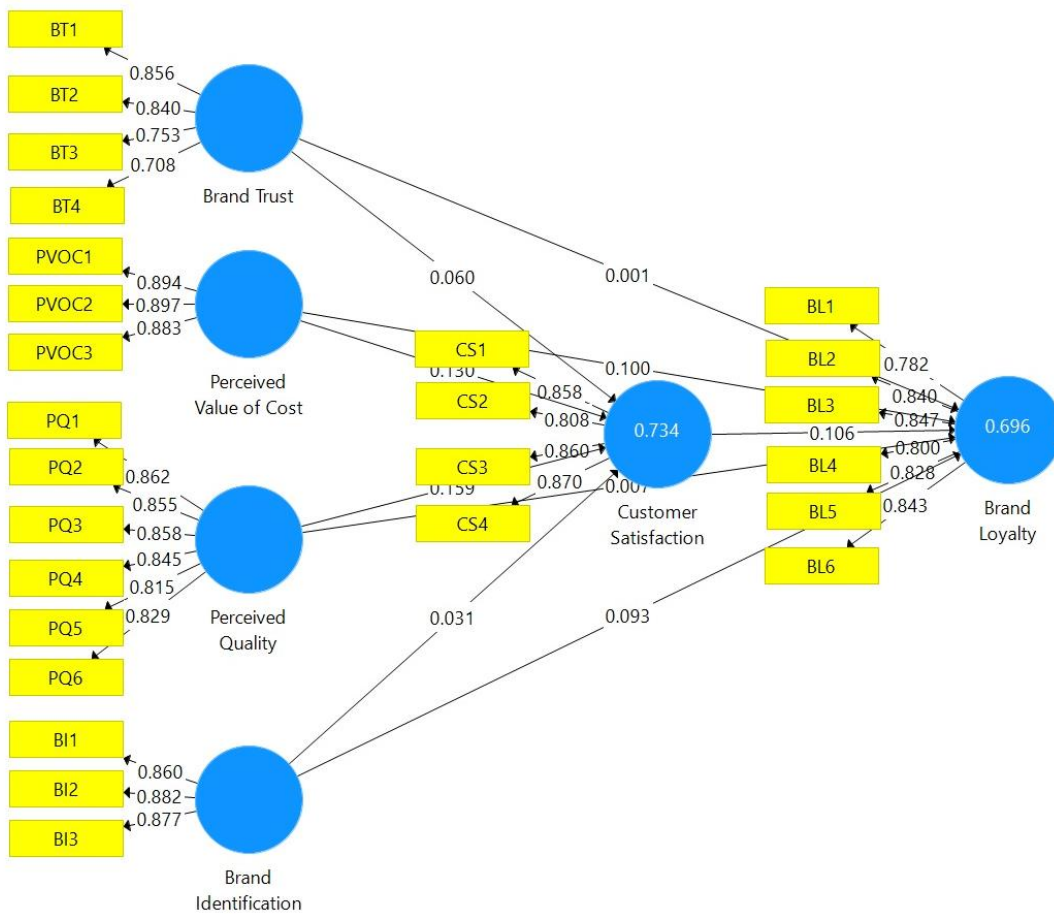 BT1
BT2
BT3
BT4
0.856
0.840
0.753
0.708
Brand Trust
PVOC1
PVOC2
PVOC3
0.894
0.897
0.883
Perceived
Value of Cost
PQ1
PQ2
PQ3
PQ4
PQ5
PQ6
0.862
0.855
0.858
0.845
0.815
0.829
Perceived
Quality
BI1
BI2
BI3
0.860
0.882
0.877
Brand
Identification
0.060
0.001
0.130
0.100
0.159
0.007
0.031
0.093
0.106
CS1
CS2
CS3
CS4
0.858
0.808
0.860
0.870
0.734
Customer
Satisfaction
BL1
BL2
BL3
BL4
BL5
BL6
0.782
0.840
0.847
0.800
0.828
0.843
0.696
Brand
Loyalty